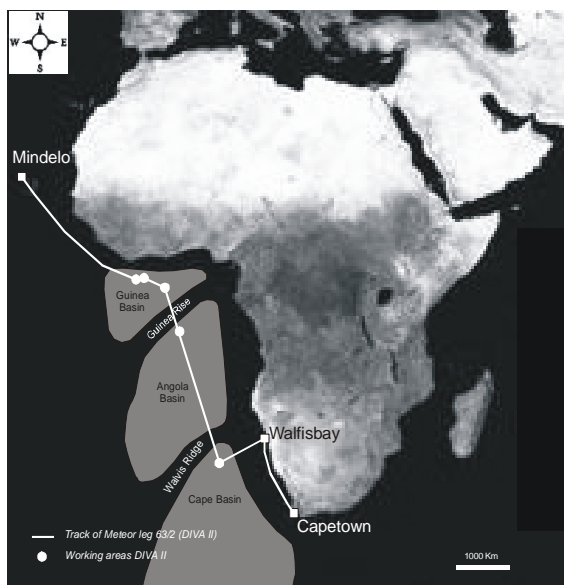 N
W E
S
Mindelo
Guinea
Basin
Guinea Rise
Angola
Basin
Walvis Ridge
Walfisbay
Cape Basin
Capetown
Track of Meteor leg 63/2 (DIVA II)
Working areas DIVA II
1000 Km